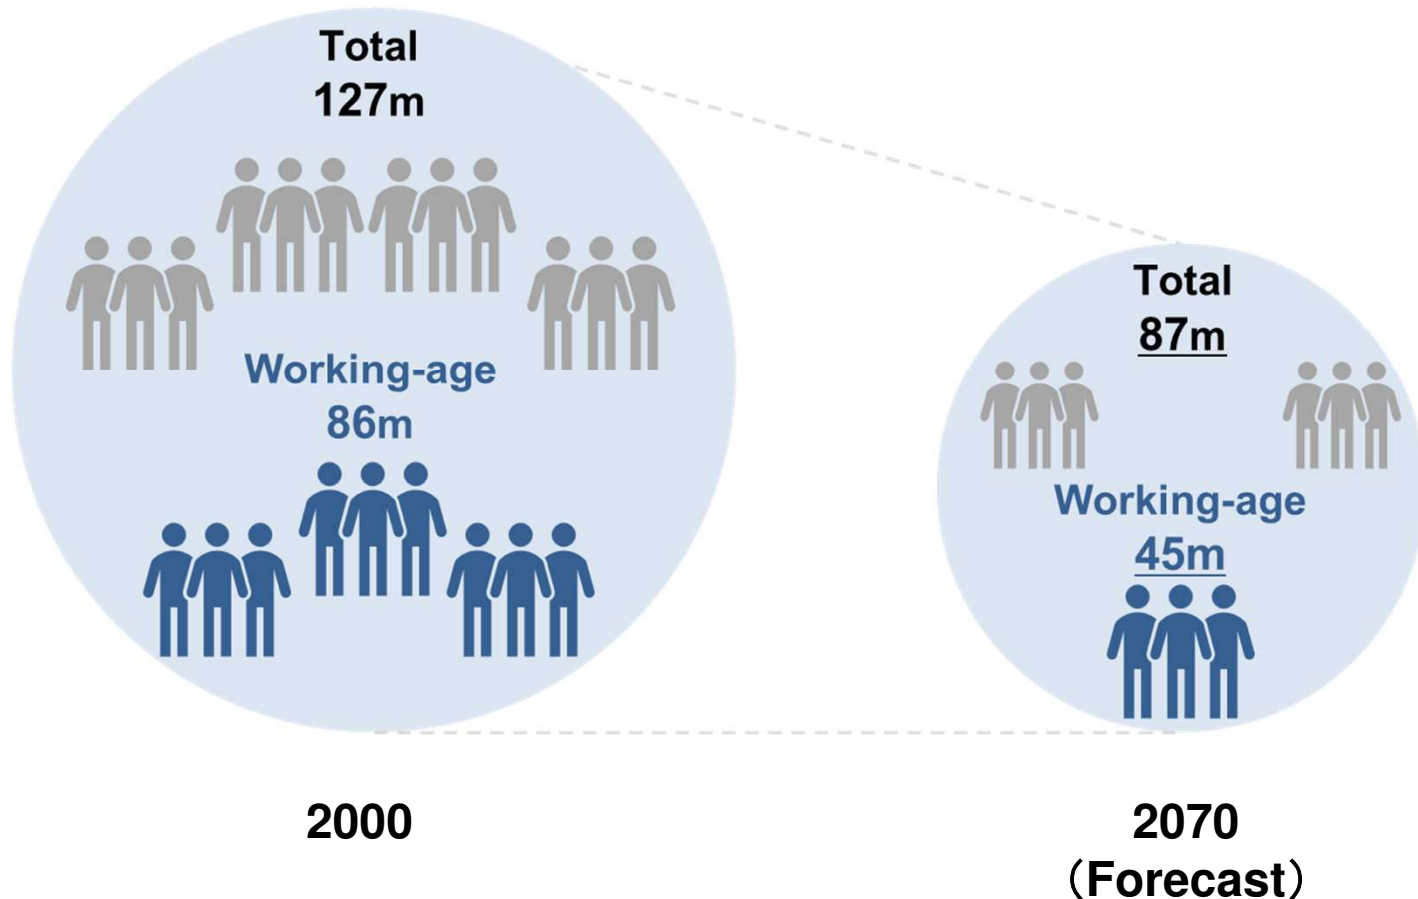 Total
127m
Working-age
86m
2000
Total
87m
Working-age
45m
2070
（Forecast）